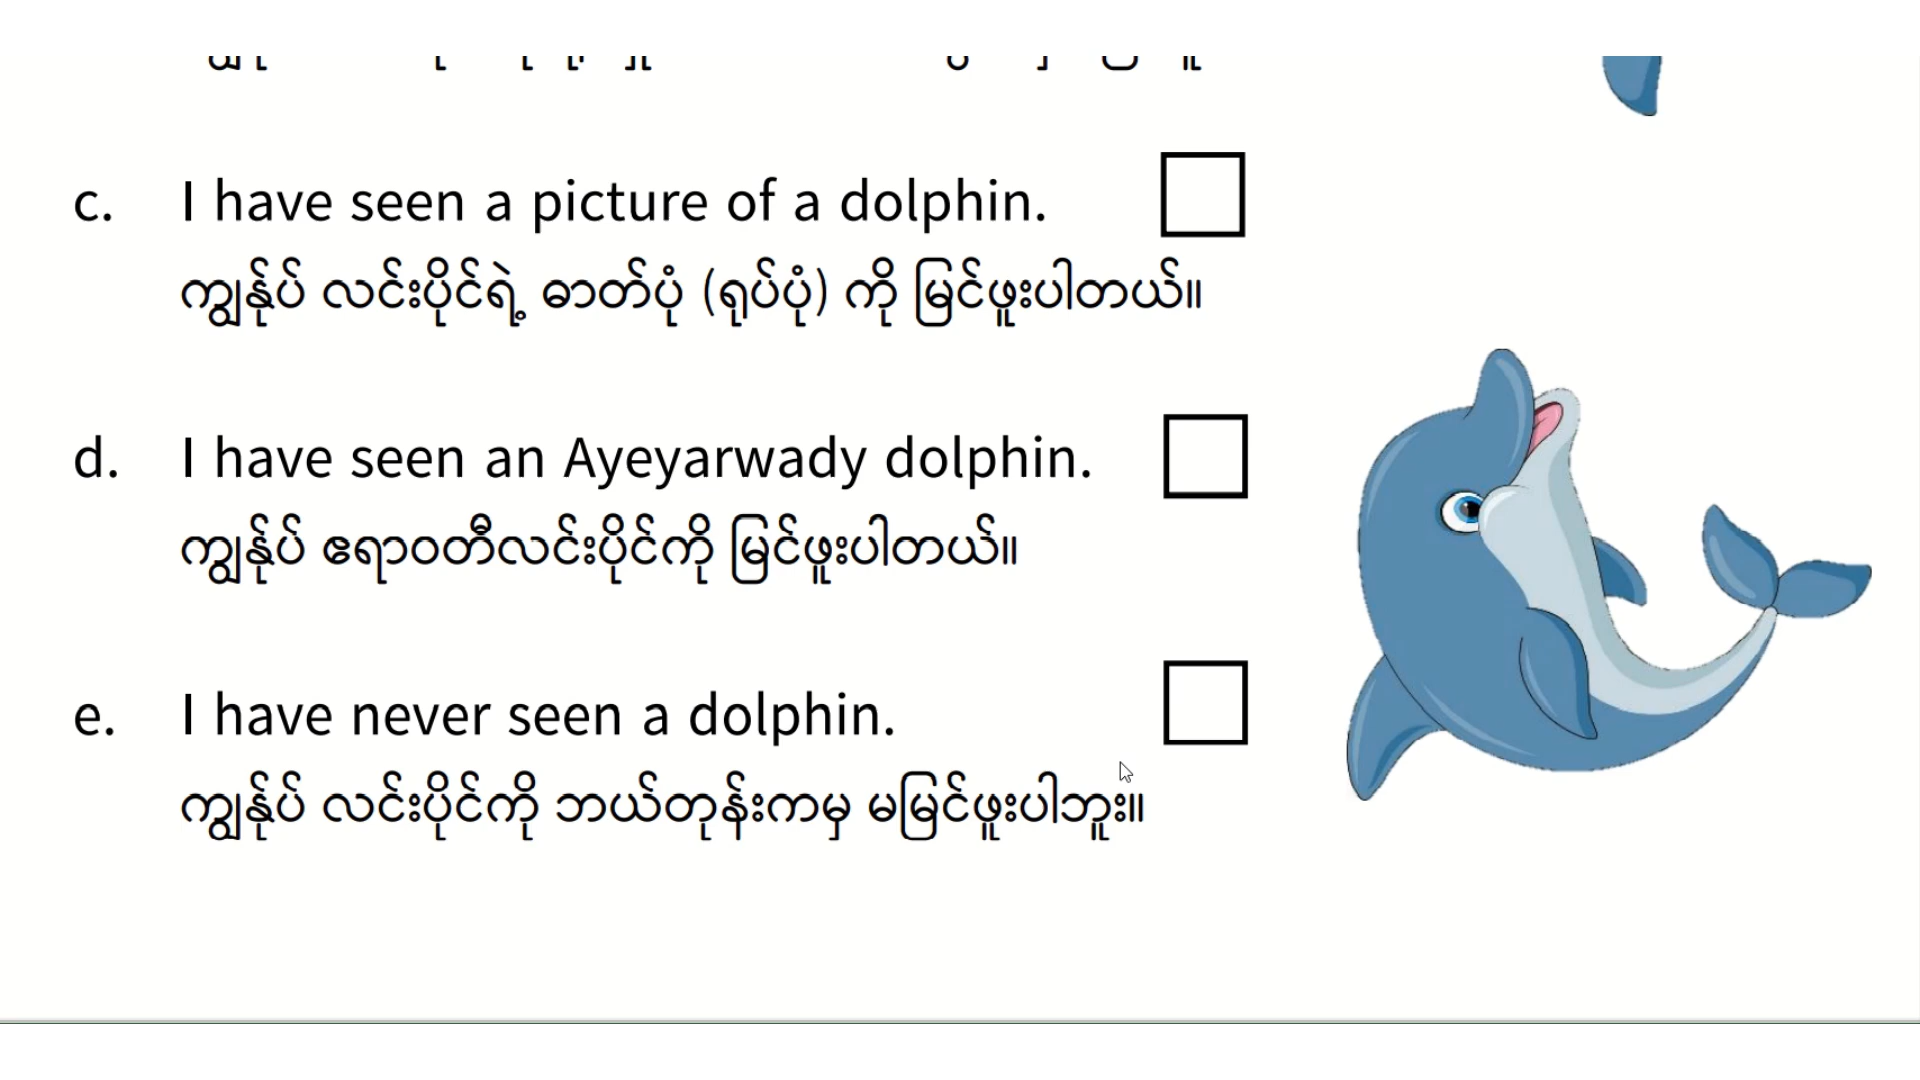 c. I have seen a picture of a dolphin.
ကျွန်ုပ် လင်းပိုင်ရဲ့ ဓာတ်ပုံ (ရုပ်ပုံ) ကို မြင်ဖူးပါတယ်။
d. I have seen an Ayeyarwady dolphin.
ကျွန်ုပ် ဧရာဝတီလင်းပိုင်ကို မြင်ဖူးပါတယ်။
e. I have never seen a dolphin.
ကျွန်ုပ် လင်းပိုင်ကို ဘယ်တုန်းကမှ မမြင်ဖူးပါဘူး။